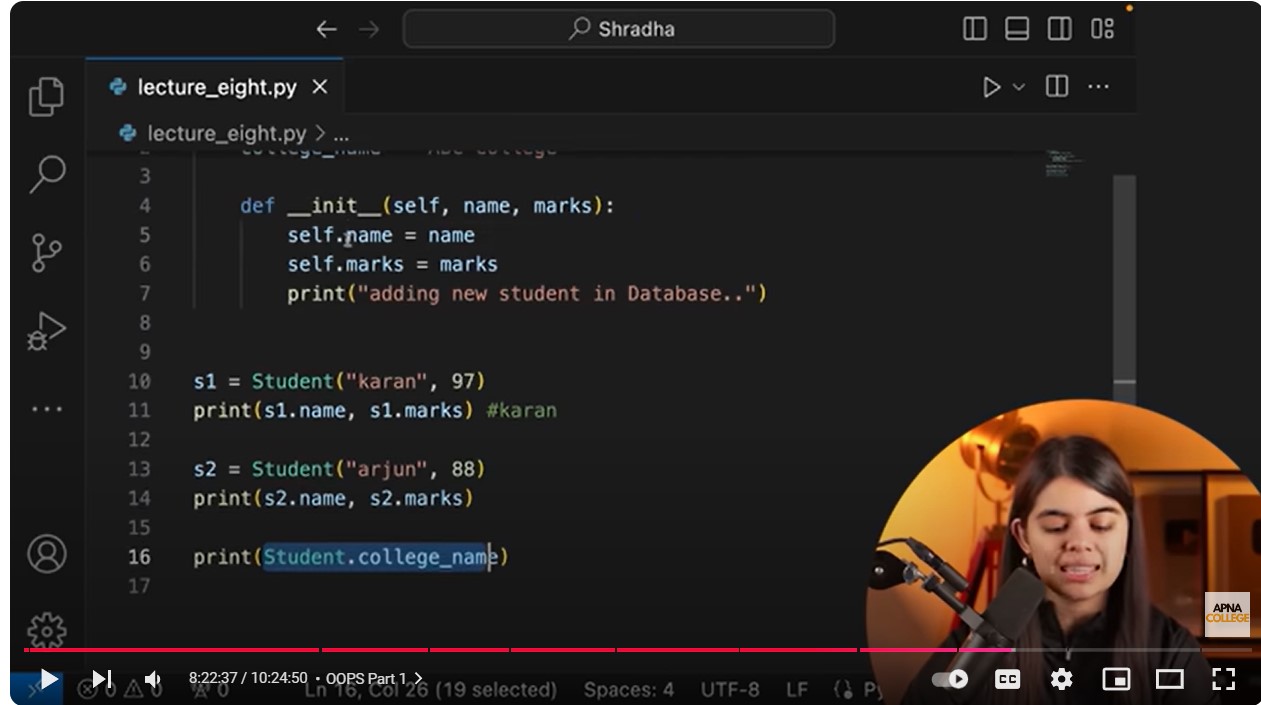 Shradha
lecture_eight.py
lecture_eight.py > ...
2 college_name = "ABC College"
3
4 def __init__(self, name, marks):
5 self.name = name
6 self.marks = marks
7 print("adding new student in Database..")
8
9
10 s1 = Student("karan", 97)
11 print(s1.name, s1.marks) #karan
12
13 s2 = Student("arjun", 88)
14 print(s2.name, s2.marks)
15
16 print(Student.college_name)
17
APNA
COLLEGE
8:22:37 / 10:24:50 • OOPS Part 1 >
CC
0 0 0 Ln 16, Col 26 (19 selected) Spaces: 4 UTF-8 LF Py